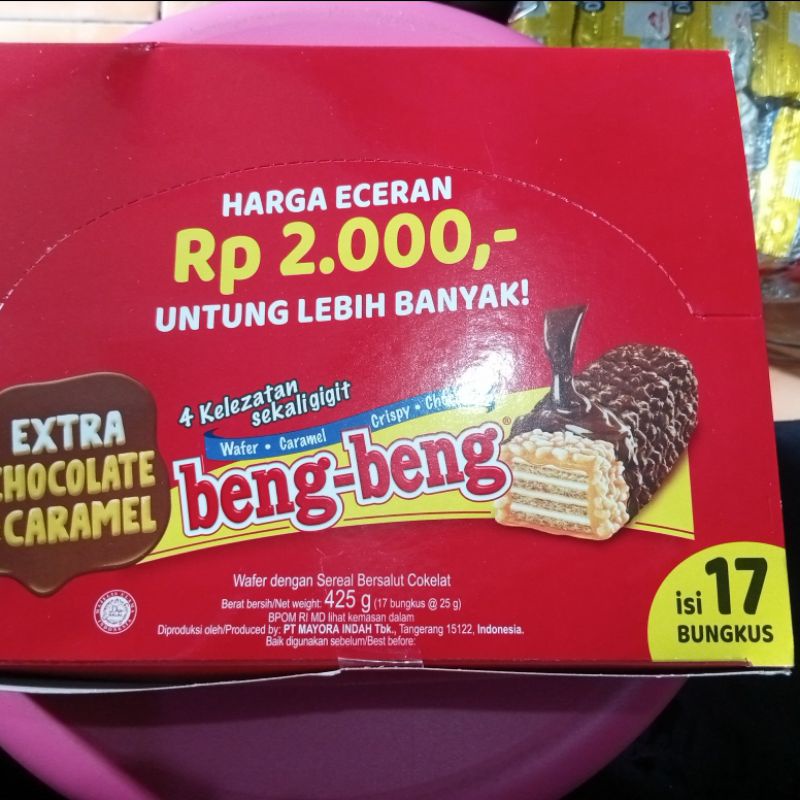 HARGA ECERAN
Rp 2.000,-
UNTUNG LEBIH BANYAK!
4 Kelezatan
sekali gigit
Wafer • Caramel Crispy •
beng-beng®
EXTRA
CHOCOLATE
CARAMEL
Wafer dengan Sereal Bersalut Cokelat
Berat bersih/Net weight: 425 g (17 bungkus @ 25 g)
BPOM RI MD lihat kemasan dalam
Diproduksi oleh/Produced by: PT MAYORA INDAH Tbk., Tangerang 15122, Indonesia.
Baik digunakan sebelum/Best before:
isi 17
BUNGKUS